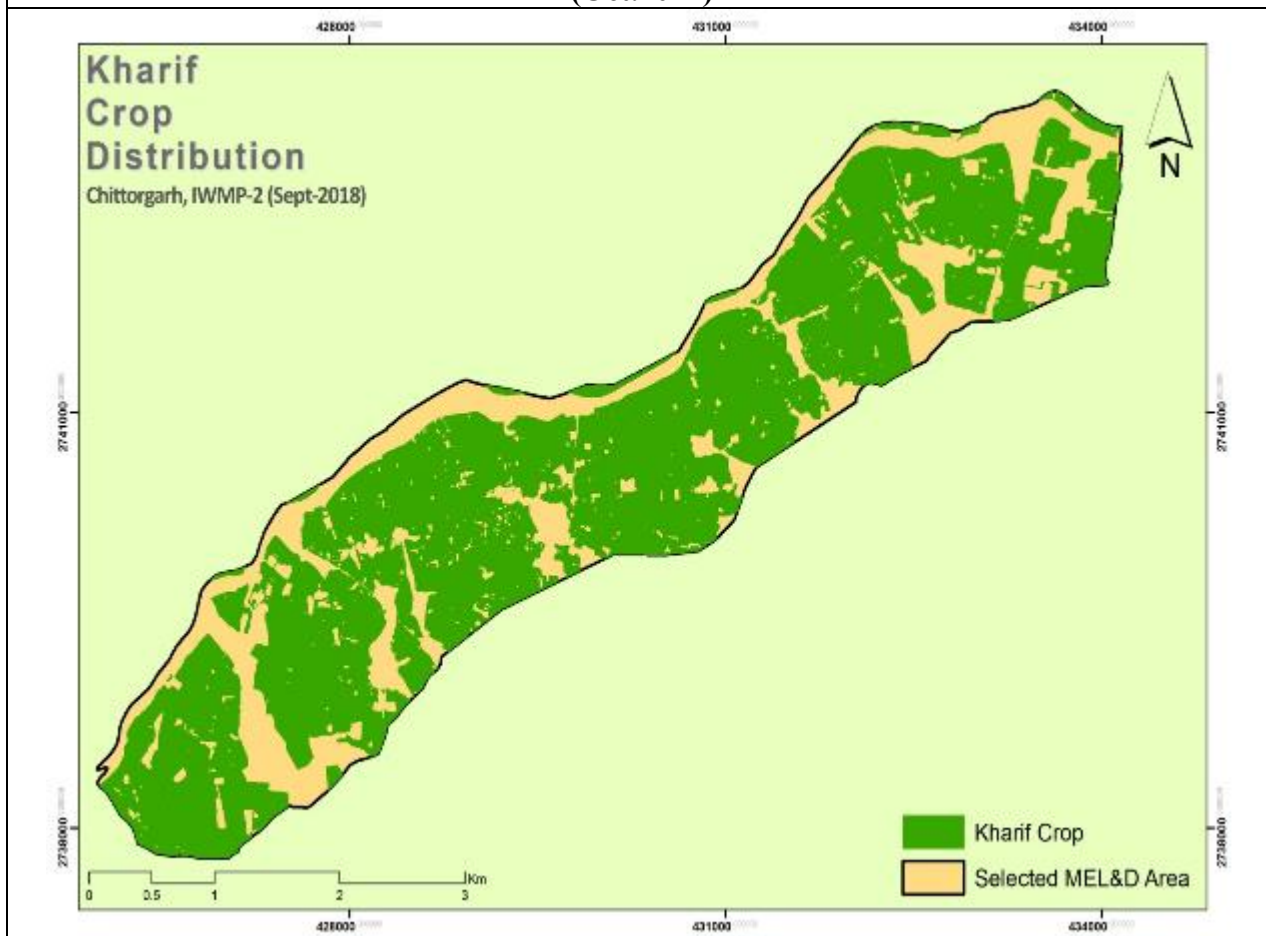 428000
431000
434000
Kharif
Crop
Distribution
Chittorgarh, IWMP-2 (Sept-2018)
N
2741000
2741000
2738000
2738000
Kharif Crop
Selected MEL&D Area
Km
0 0.5 1 2 3
428000
431000
434000